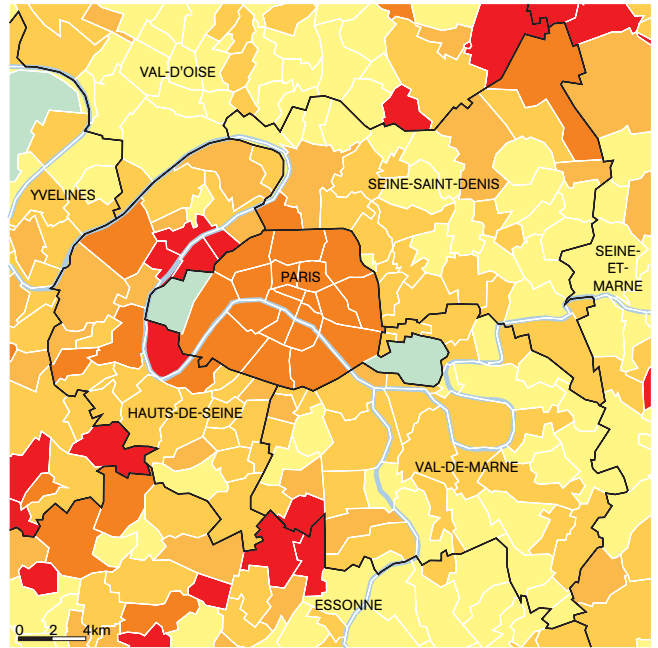 VAL-D'OISE
YVELINES
SEINE-SAINT-DENIS
SEINE-
ET-
MARNE
PARIS
HAUTS-DE-SEINE
VAL-DE-MARNE
ESSONNE
0 2 4km